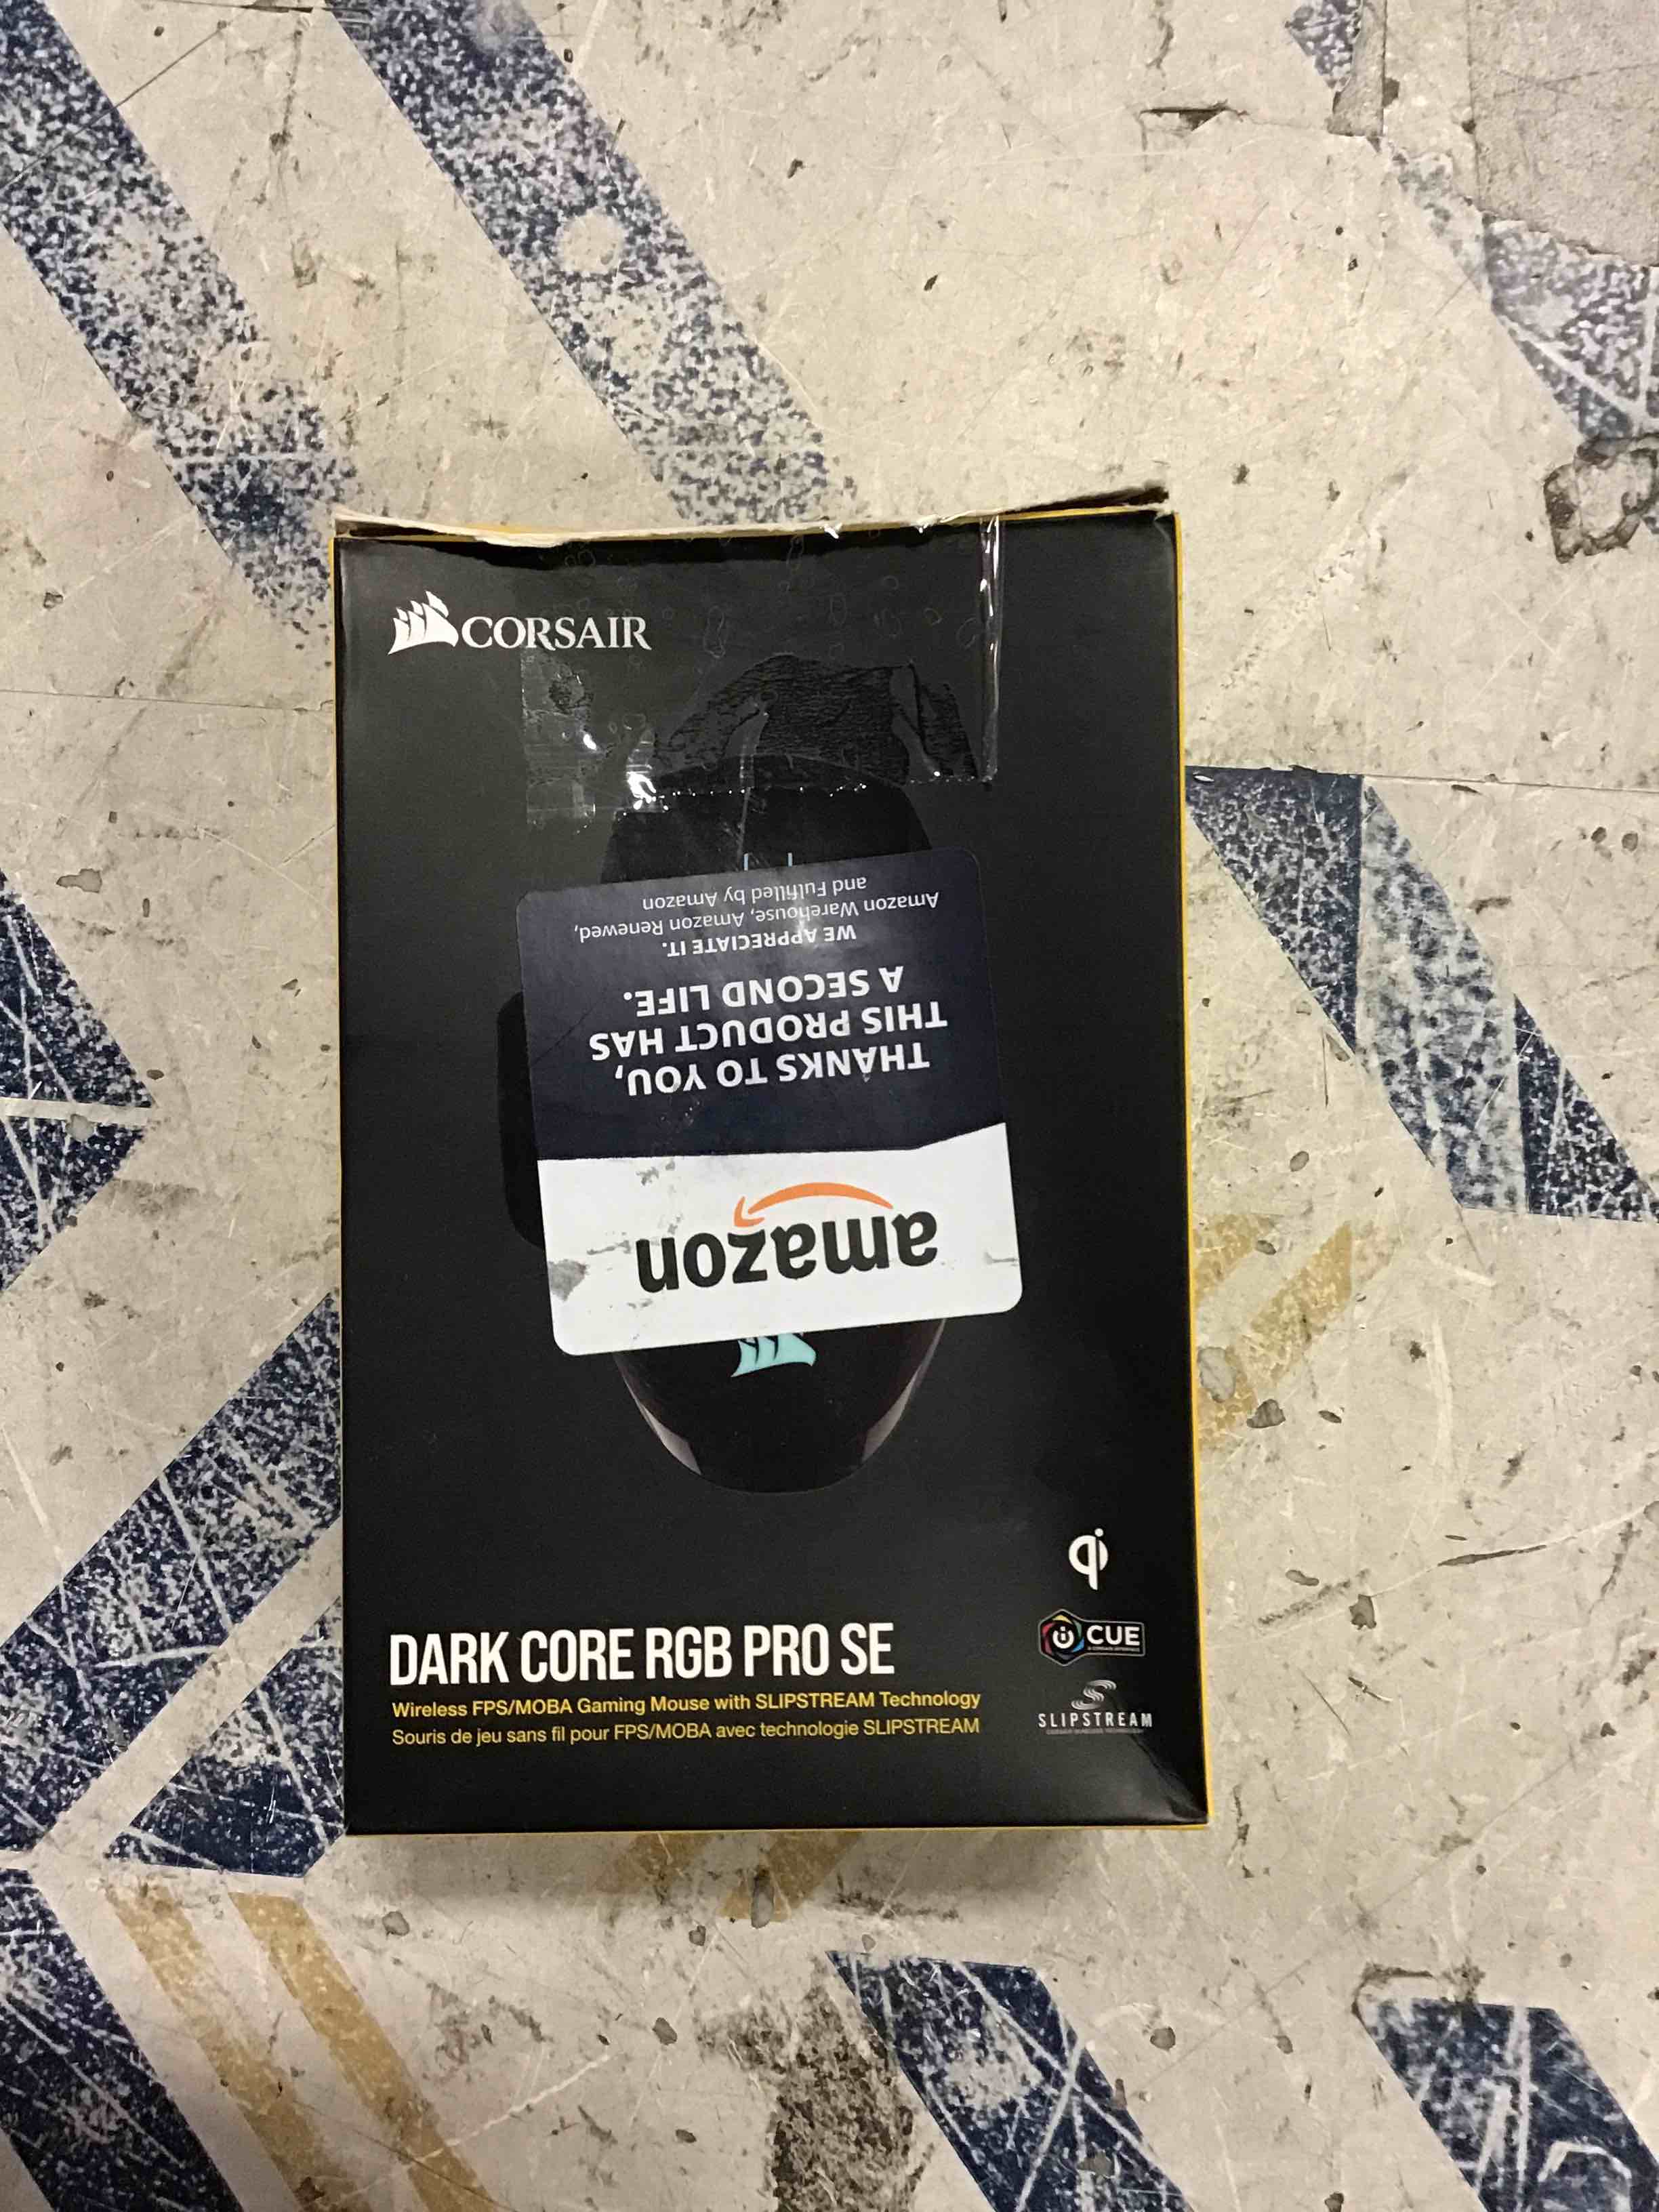 CORSAIR
and Fulfilled by Amazon
Amazon Warehouse, Amazon Renewed,
WE APPRECIATE IT.
A SECOND LIFE.
THIS PRODUCT HAS
THANKS TO YOU,
amazon
qi
DARK CORE RGB PRO SE
iCUE
Wireless FPS/MOBA Gaming Mouse with SLIPSTREAM Technology
Souris de jeu sans fil pour FPS/MOBA avec technologie SLIPSTREAM
SLIPSTREAM